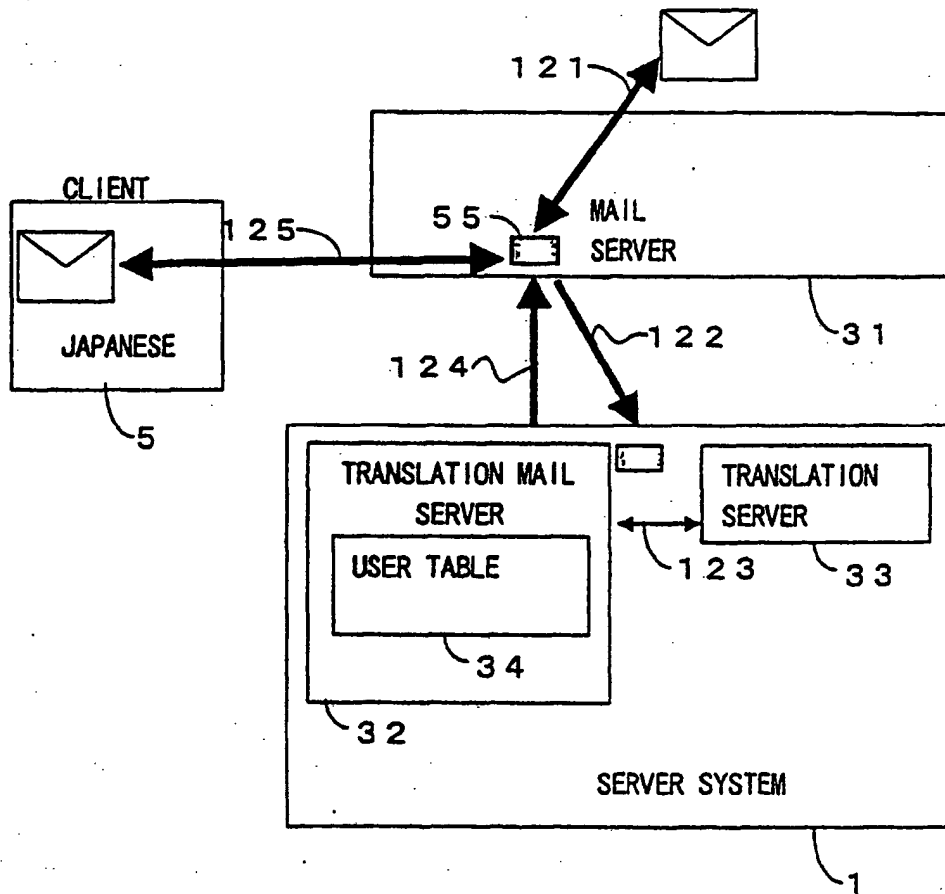 121
CLIENT
125
55
MAIL
SERVER
JAPANESE
5
124
122
31
TRANSLATION MAIL
SERVER
TRANSLATION
SERVER
USER TABLE
123
33
34
32
SERVER SYSTEM
1